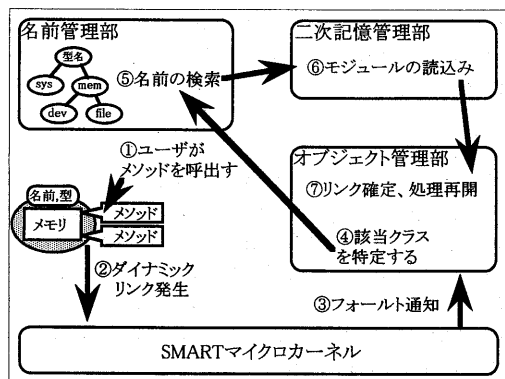 名前管理部
型名
sys
mem
dev
file
⑤名前の検索
二次記憶管理部
⑥モジュールの読込み
①ユーザが
メソッドを呼出す
名前,型
メモリ
メソッド
メソッド
②ダイナミック
リンク発生
オブジェクト管理部
⑦リンク確定、処理再開
④該当クラス
を特定する
③フォールト通知
SMARTマイクロカーネル